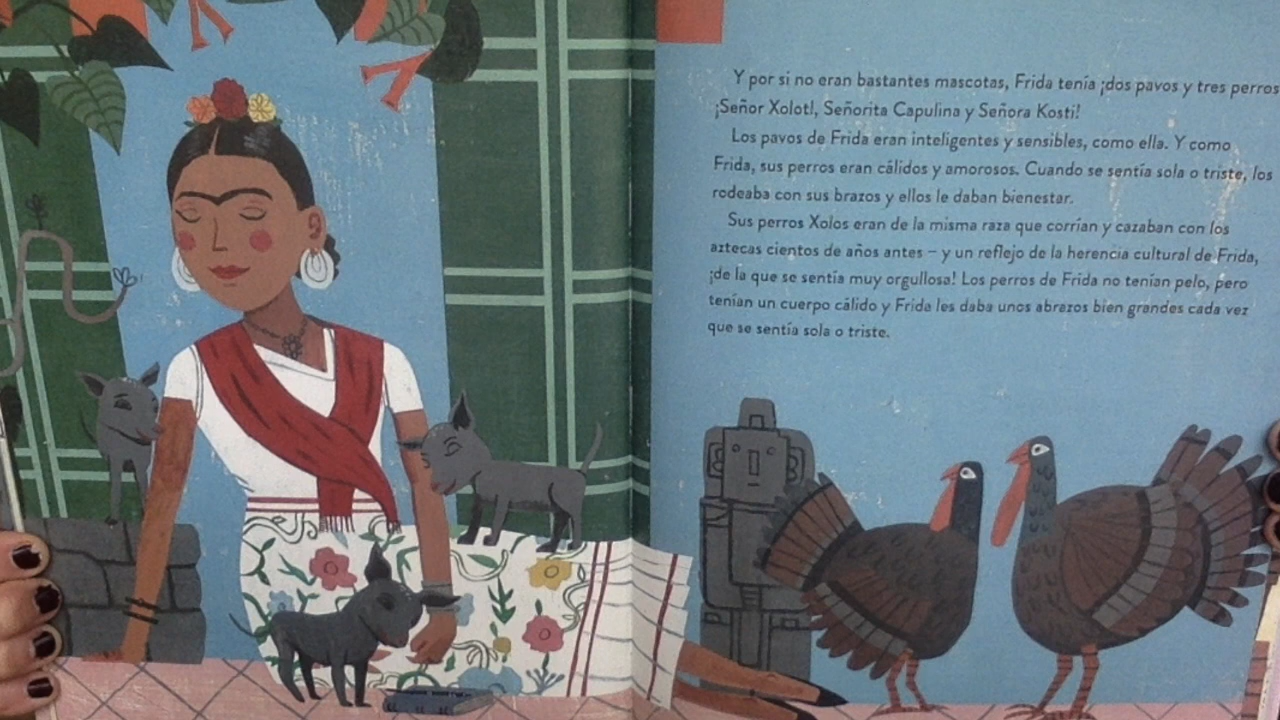 Y por si no eran bastantes mascotas, Frida tenía ¡dos pavos y tres perros
¡Señor Xolotl, Señorita Capulina y Señora Kosti!
Los pavos de Frida eran inteligentes y sensibles, como ella. Y como
Frida, sus perros eran cálidos y amorosos. Cuando se sentía sola o triste, los
rodeaba con sus brazos y ellos le daban bienestar.
Sus perros Xolos eran de la misma raza que corrían y cazaban con los
aztecas cientos de años antes – y un reflejo de la herencia cultural de Frida,
¡de la que se sentía muy orgullosa! Los perros de Frida no tenían pelo, pero
tenían un cuerpo cálido y Frida les daba unos abrazos bien grandes cada vez
que se sentía sola o triste.